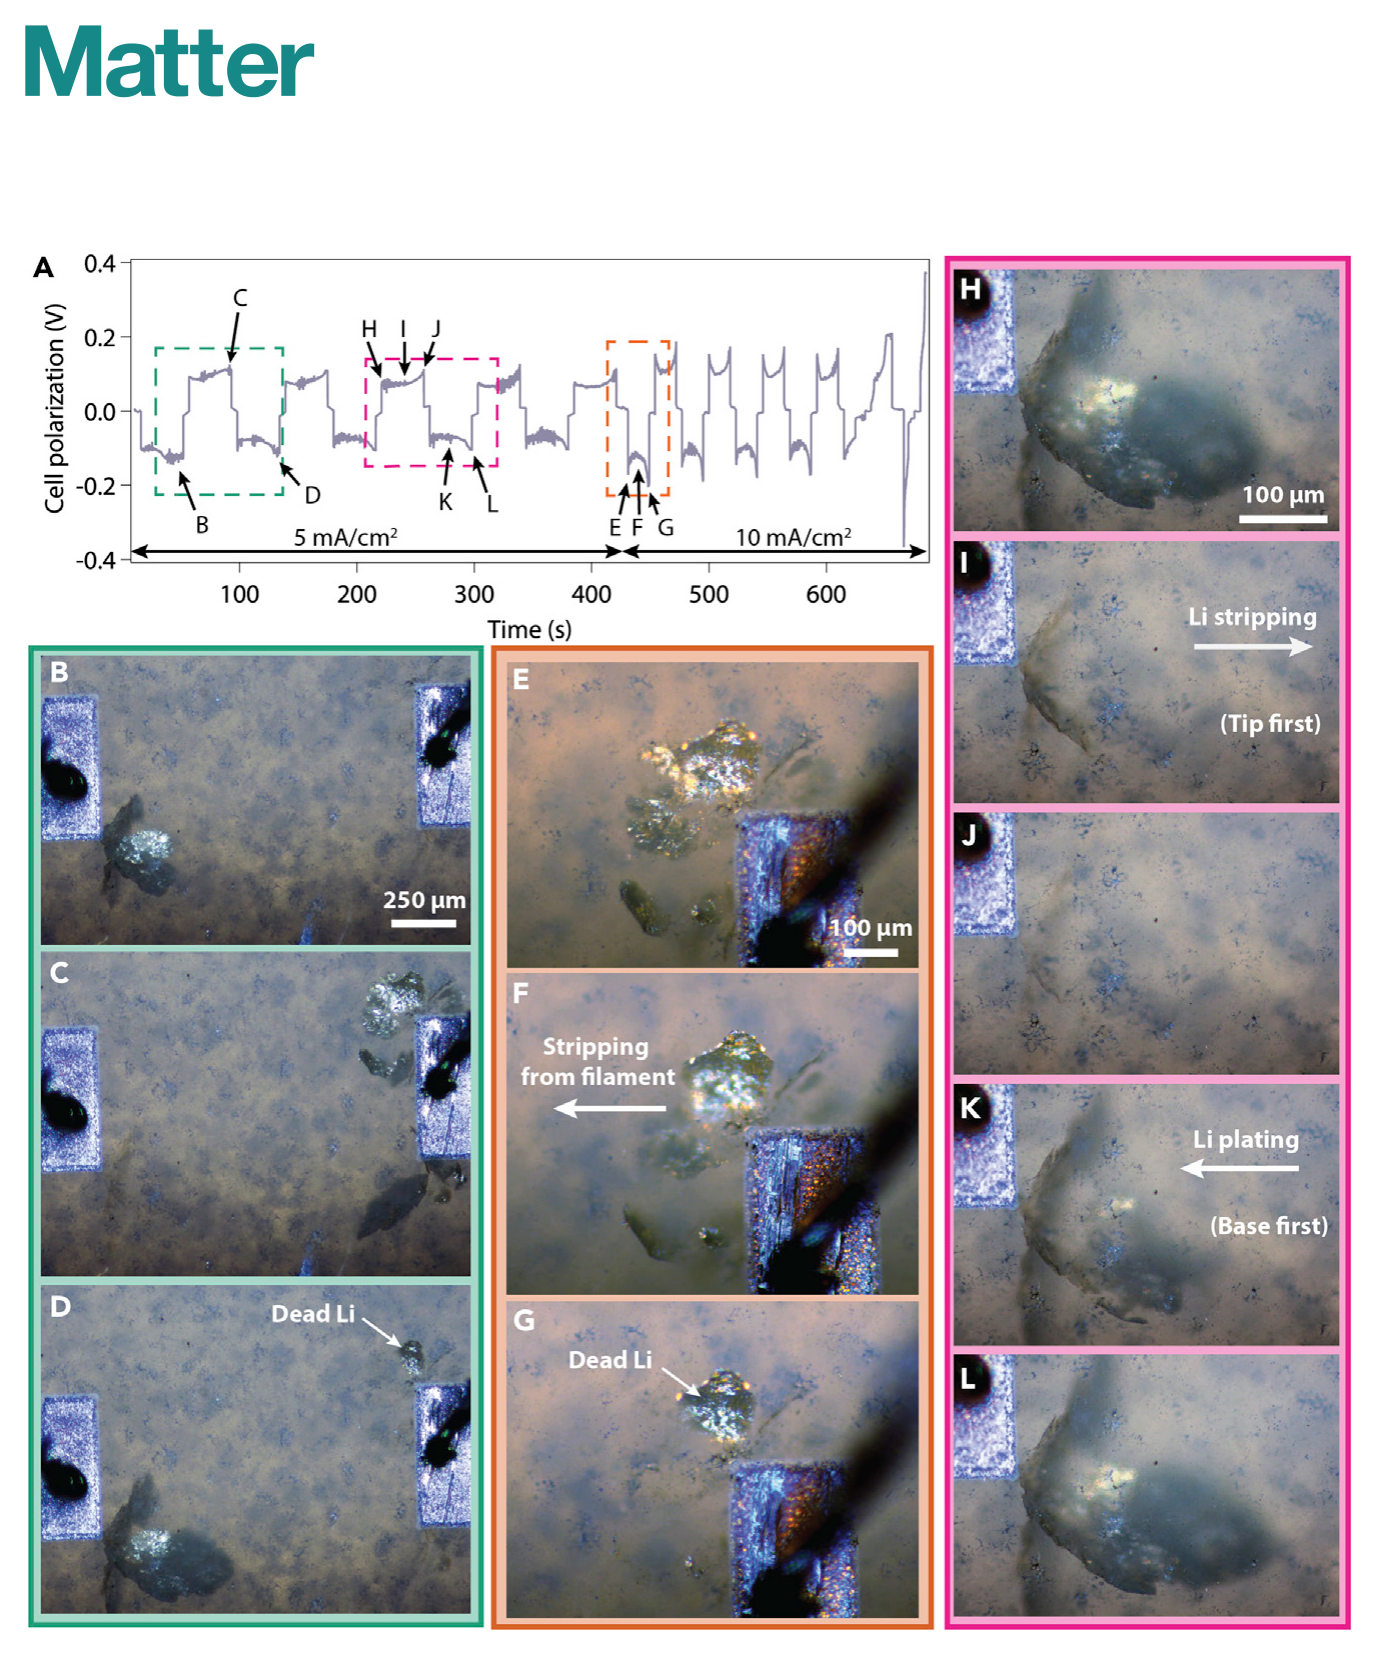 Matter
A
0.4
0.2
0.0
-0.2
-0.4
Cell polarization (V)
C
H I J
D
B
K L
E F G
5 mA/cm²
10 mA/cm²
100 200 300 400 500 600
Time (s)
B
250 µm
C
D
Dead Li
E
100 µm
F
Stripping
from filament
G
Dead Li
H
100 µm
I
Li stripping
(Tip first)
J
K
Li plating
(Base first)
L